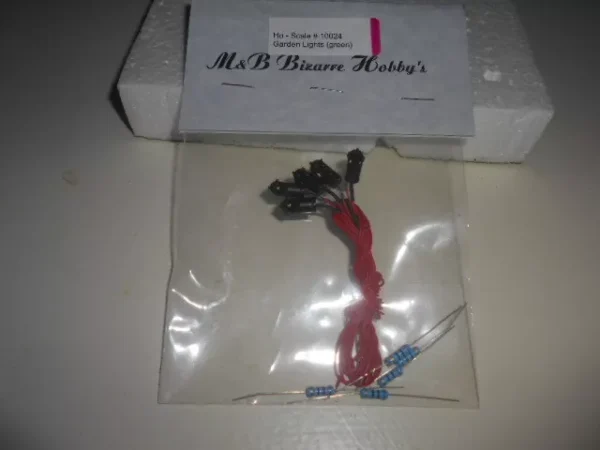 Ho - Scale # 10024
Garden Lights (green)
M&B Bizarre Hobby's